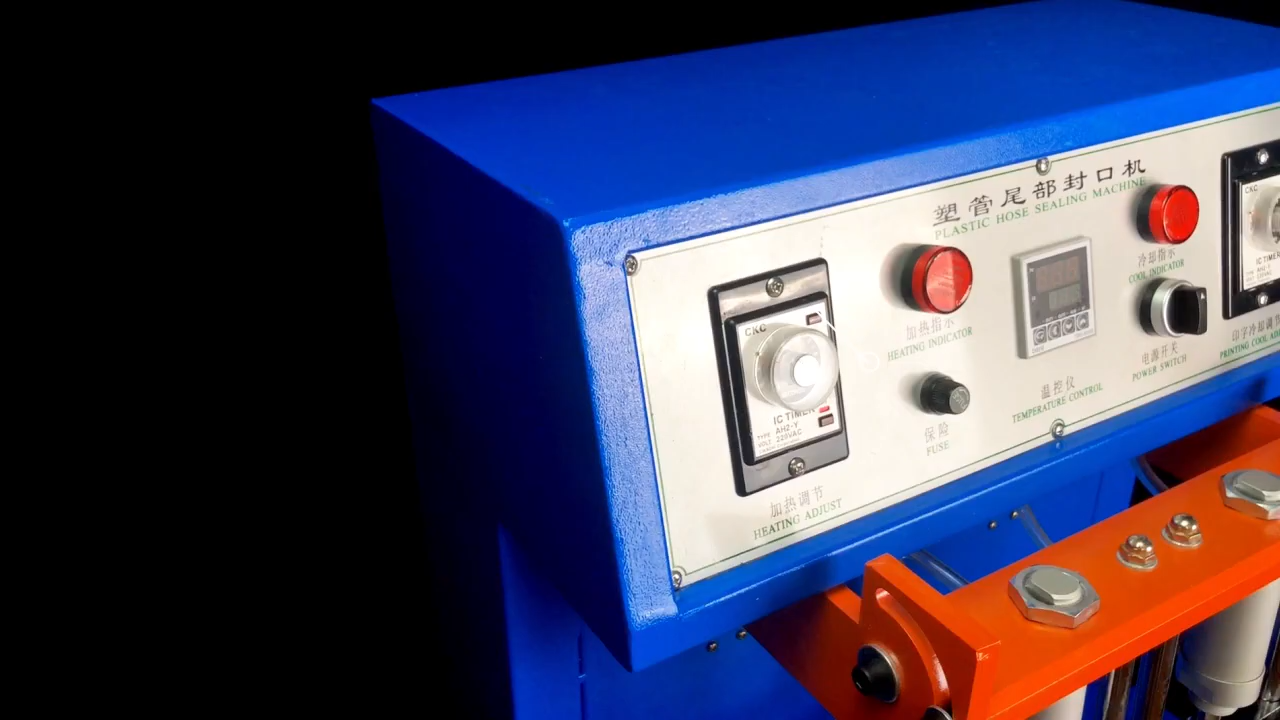 塑管尾部封口机
PLASTIC HOSE SEALING MACHINE
CKC
IC TIMER
TYPE AH2-Y
VOLT 220VAC
加热调节
HEATING ADJUST
加热指示
HEATING INDICATOR
保险
FUSE
温控仪
TEMPERATURE CONTROL
冷却指示
COOL INDICATOR
电源开关
POWER SWITCH
CKC
IC TIMER
印字冷却调
PRINTING COOL